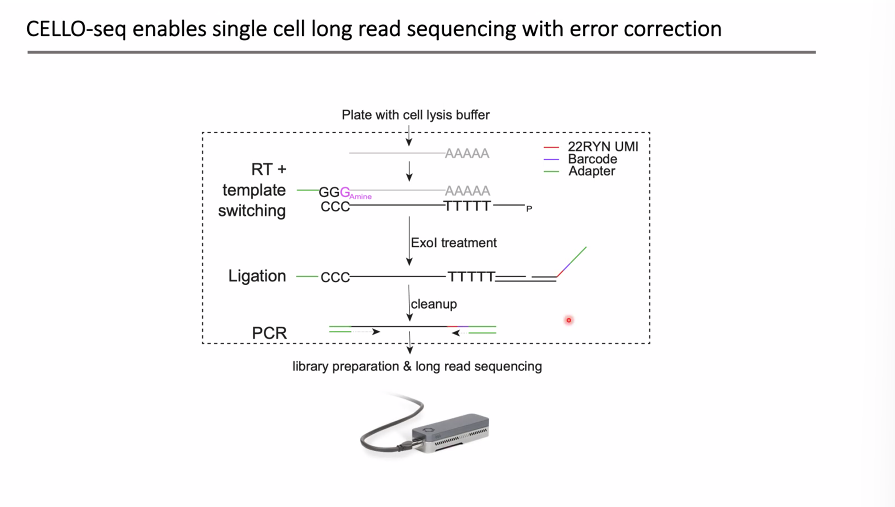 CELLO-seq enables single cell long read sequencing with error correction
Plate with cell lysis buffer
AAAAA
22RYN UMI
Barcode
Adapter
RT +
template
switching
GGG
Amine
AAAAA
CCC
TTTTT
P
ExoI treatment
Ligation
CCC
TTTTT
cleanup
PCR
library preparation & long read sequencing